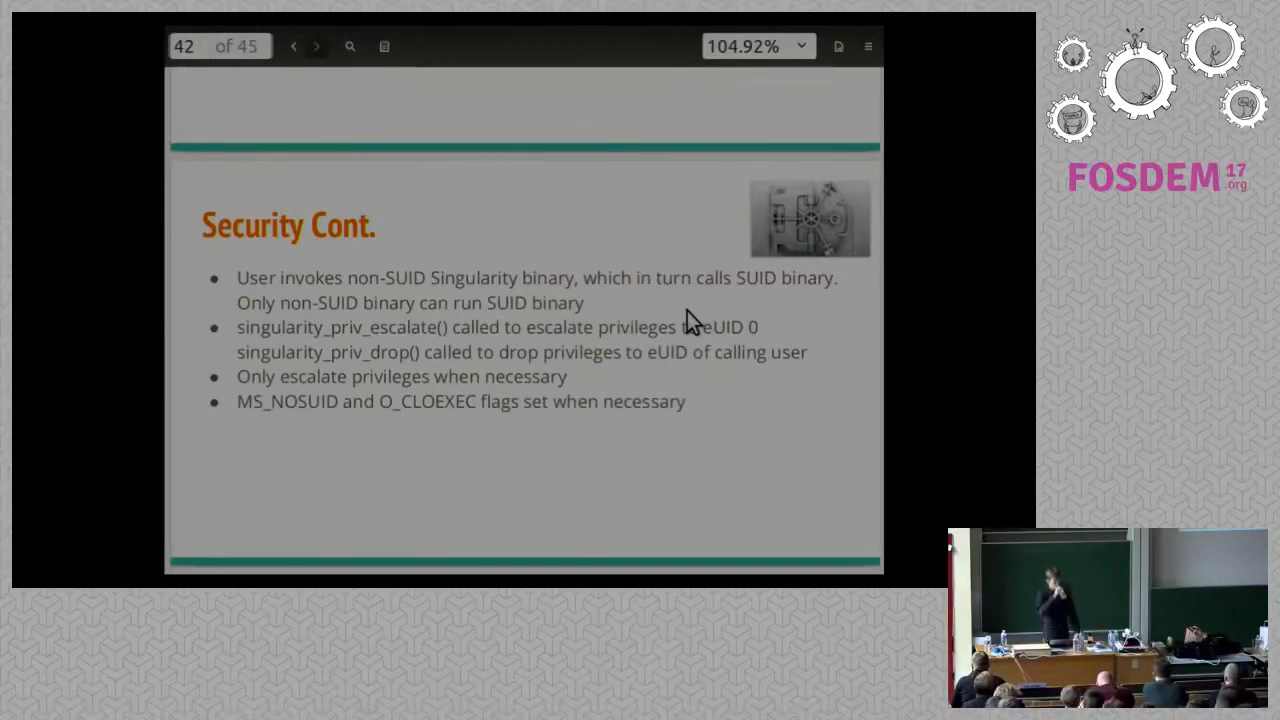 42 of 45
104.92%
FOSDEM 17
.org
Security Cont.
● User invokes non-SUID Singularity binary, which in turn calls SUID binary.
Only non-SUID binary can run SUID binary
● singularity_priv_escalate() called to escalate privileges eUID 0
singularity_priv_drop() called to drop privileges to eUID of calling user
● Only escalate privileges when necessary
● MS_NOSUID and O_CLOEXEC flags set when necessary